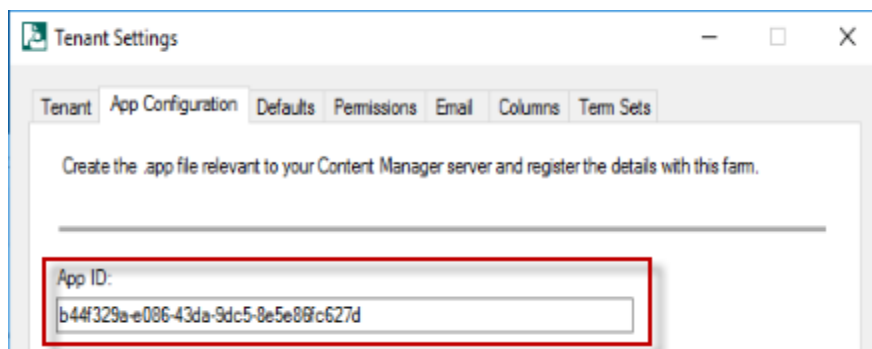 Tenant Settings
Tenant App Configuration Defaults Permissions Email Columns Term Sets
Create the .app file relevant to your Content Manager server and register the details with this farm.
App ID:
b44f329a-e086-43da-9dc5-8e5e86fc627d